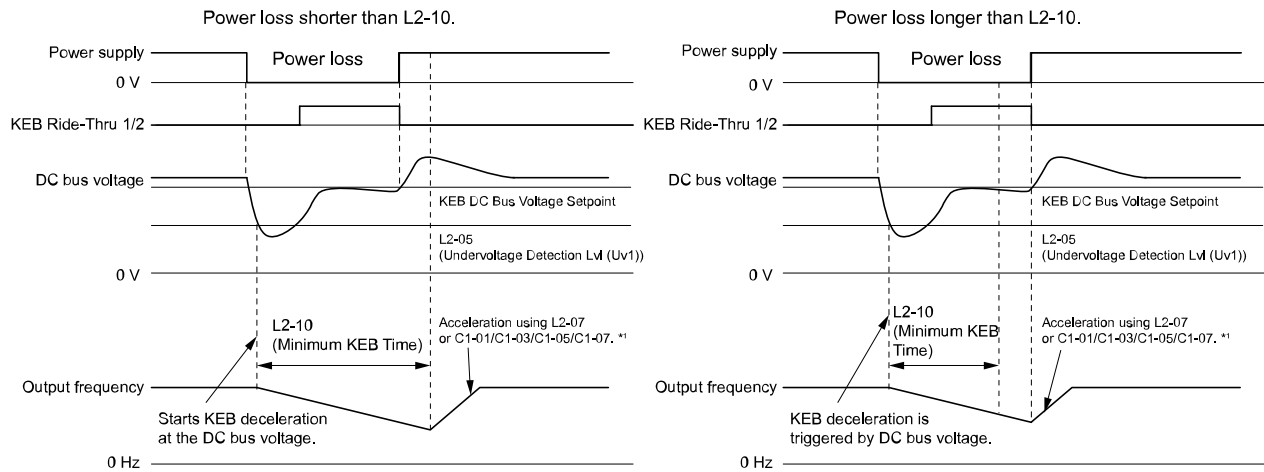 Power loss shorter than L2-10.
Power supply
Power loss
0 V
KEB Ride-Thru 1/2
DC bus voltage
KEB DC Bus Voltage Setpoint
L2-05
(Undervoltage Detection Lvl (Uv1))
0 V
L2-10
(Minimum KEB Time)
Acceleration using L2-07
or C1-01/C1-03/C1-05/C1-07. *1
Output frequency
Starts KEB deceleration
at the DC bus voltage.
0 Hz
Power loss longer than L2-10.
Power supply
Power loss
0 V
KEB Ride-Thru 1/2
DC bus voltage
KEB DC Bus Voltage Setpoint
L2-05
(Undervoltage Detection Lvl (Uv1))
0 V
L2-10
(Minimum KEB
Time)
Acceleration using L2-07
or C1-01/C1-03/C1-05/C1-07. *1
Output frequency
KEB deceleration is
triggered by DC bus voltage.
0 Hz